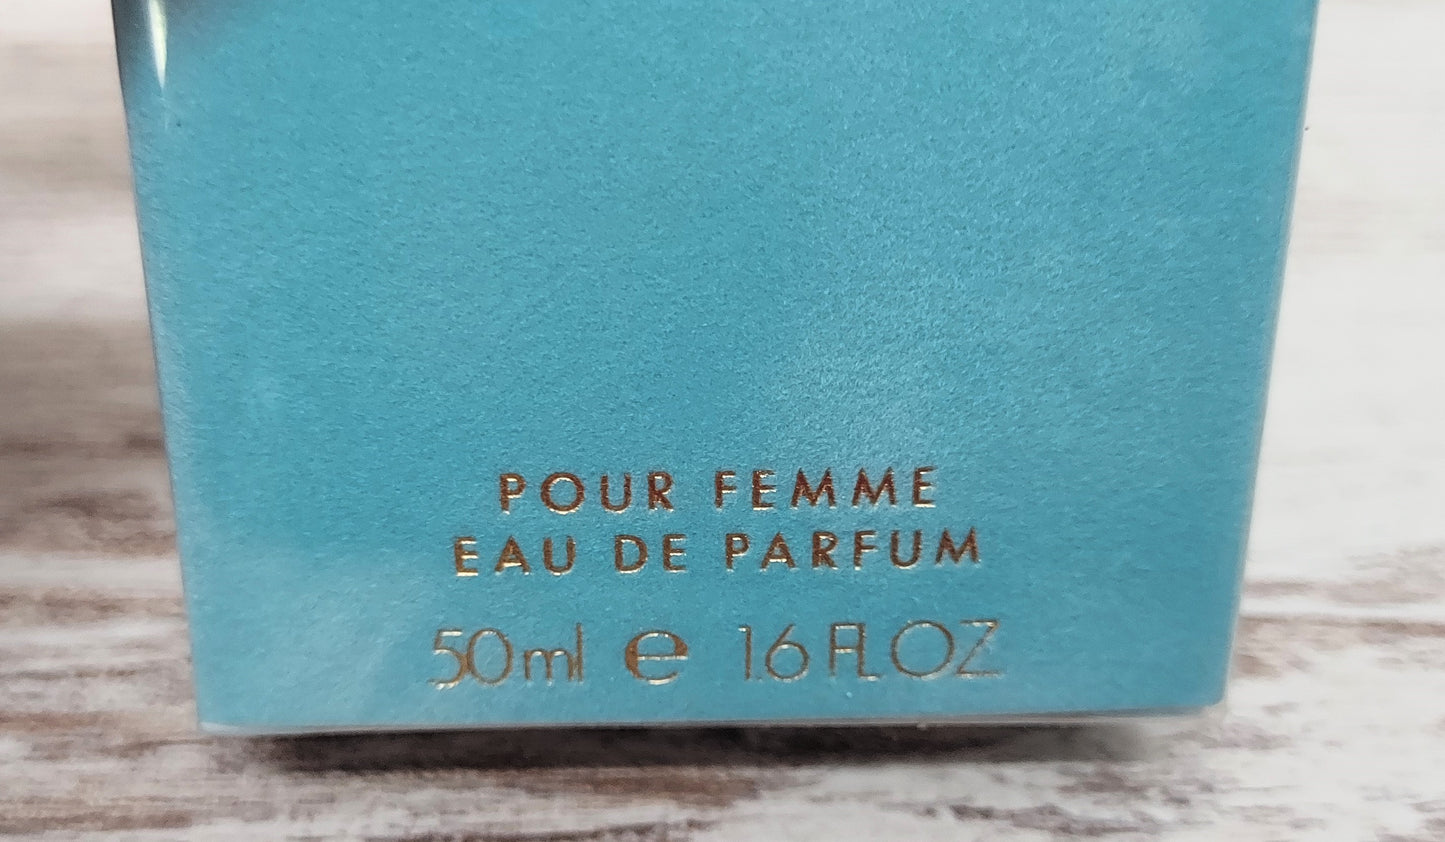 POUR FEMME
EAU DE PARFUM
50ml e 1.6 FL OZ